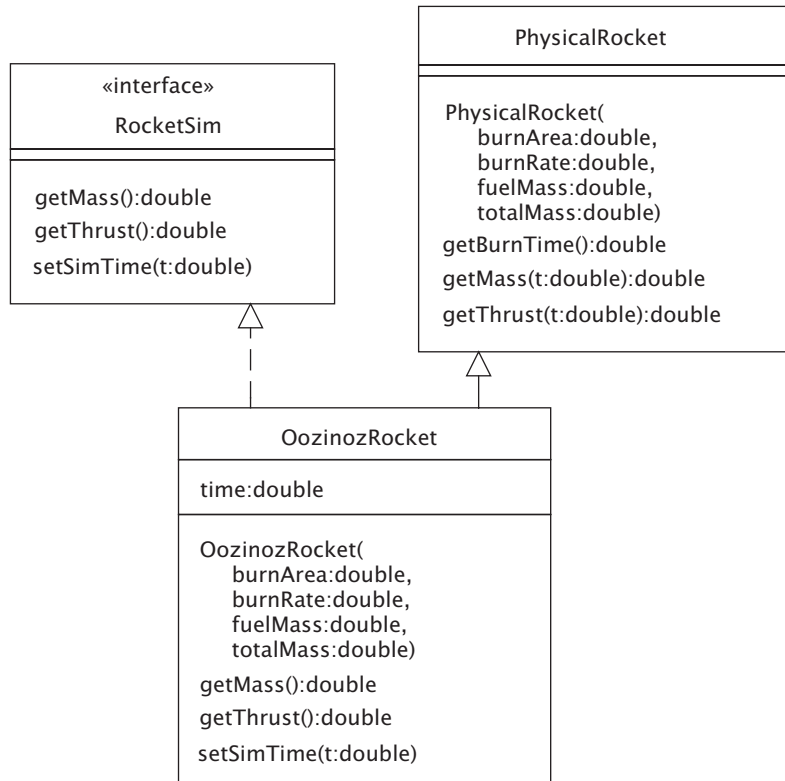 «interface»
RocketSim
getMass():double
getThrust():double
setSimTime(t:double)
PhysicalRocket
PhysicalRocket(
burnArea:double,
burnRate:double,
fuelMass:double,
totalMass:double)
getBurnTime():double
getMass(t:double):double
getThrust(t:double):double
OozinozRocket
time:double
OozinozRocket(
burnArea:double,
burnRate:double,
fuelMass:double,
totalMass:double)
getMass():double
getThrust():double
setSimTime(t:double)